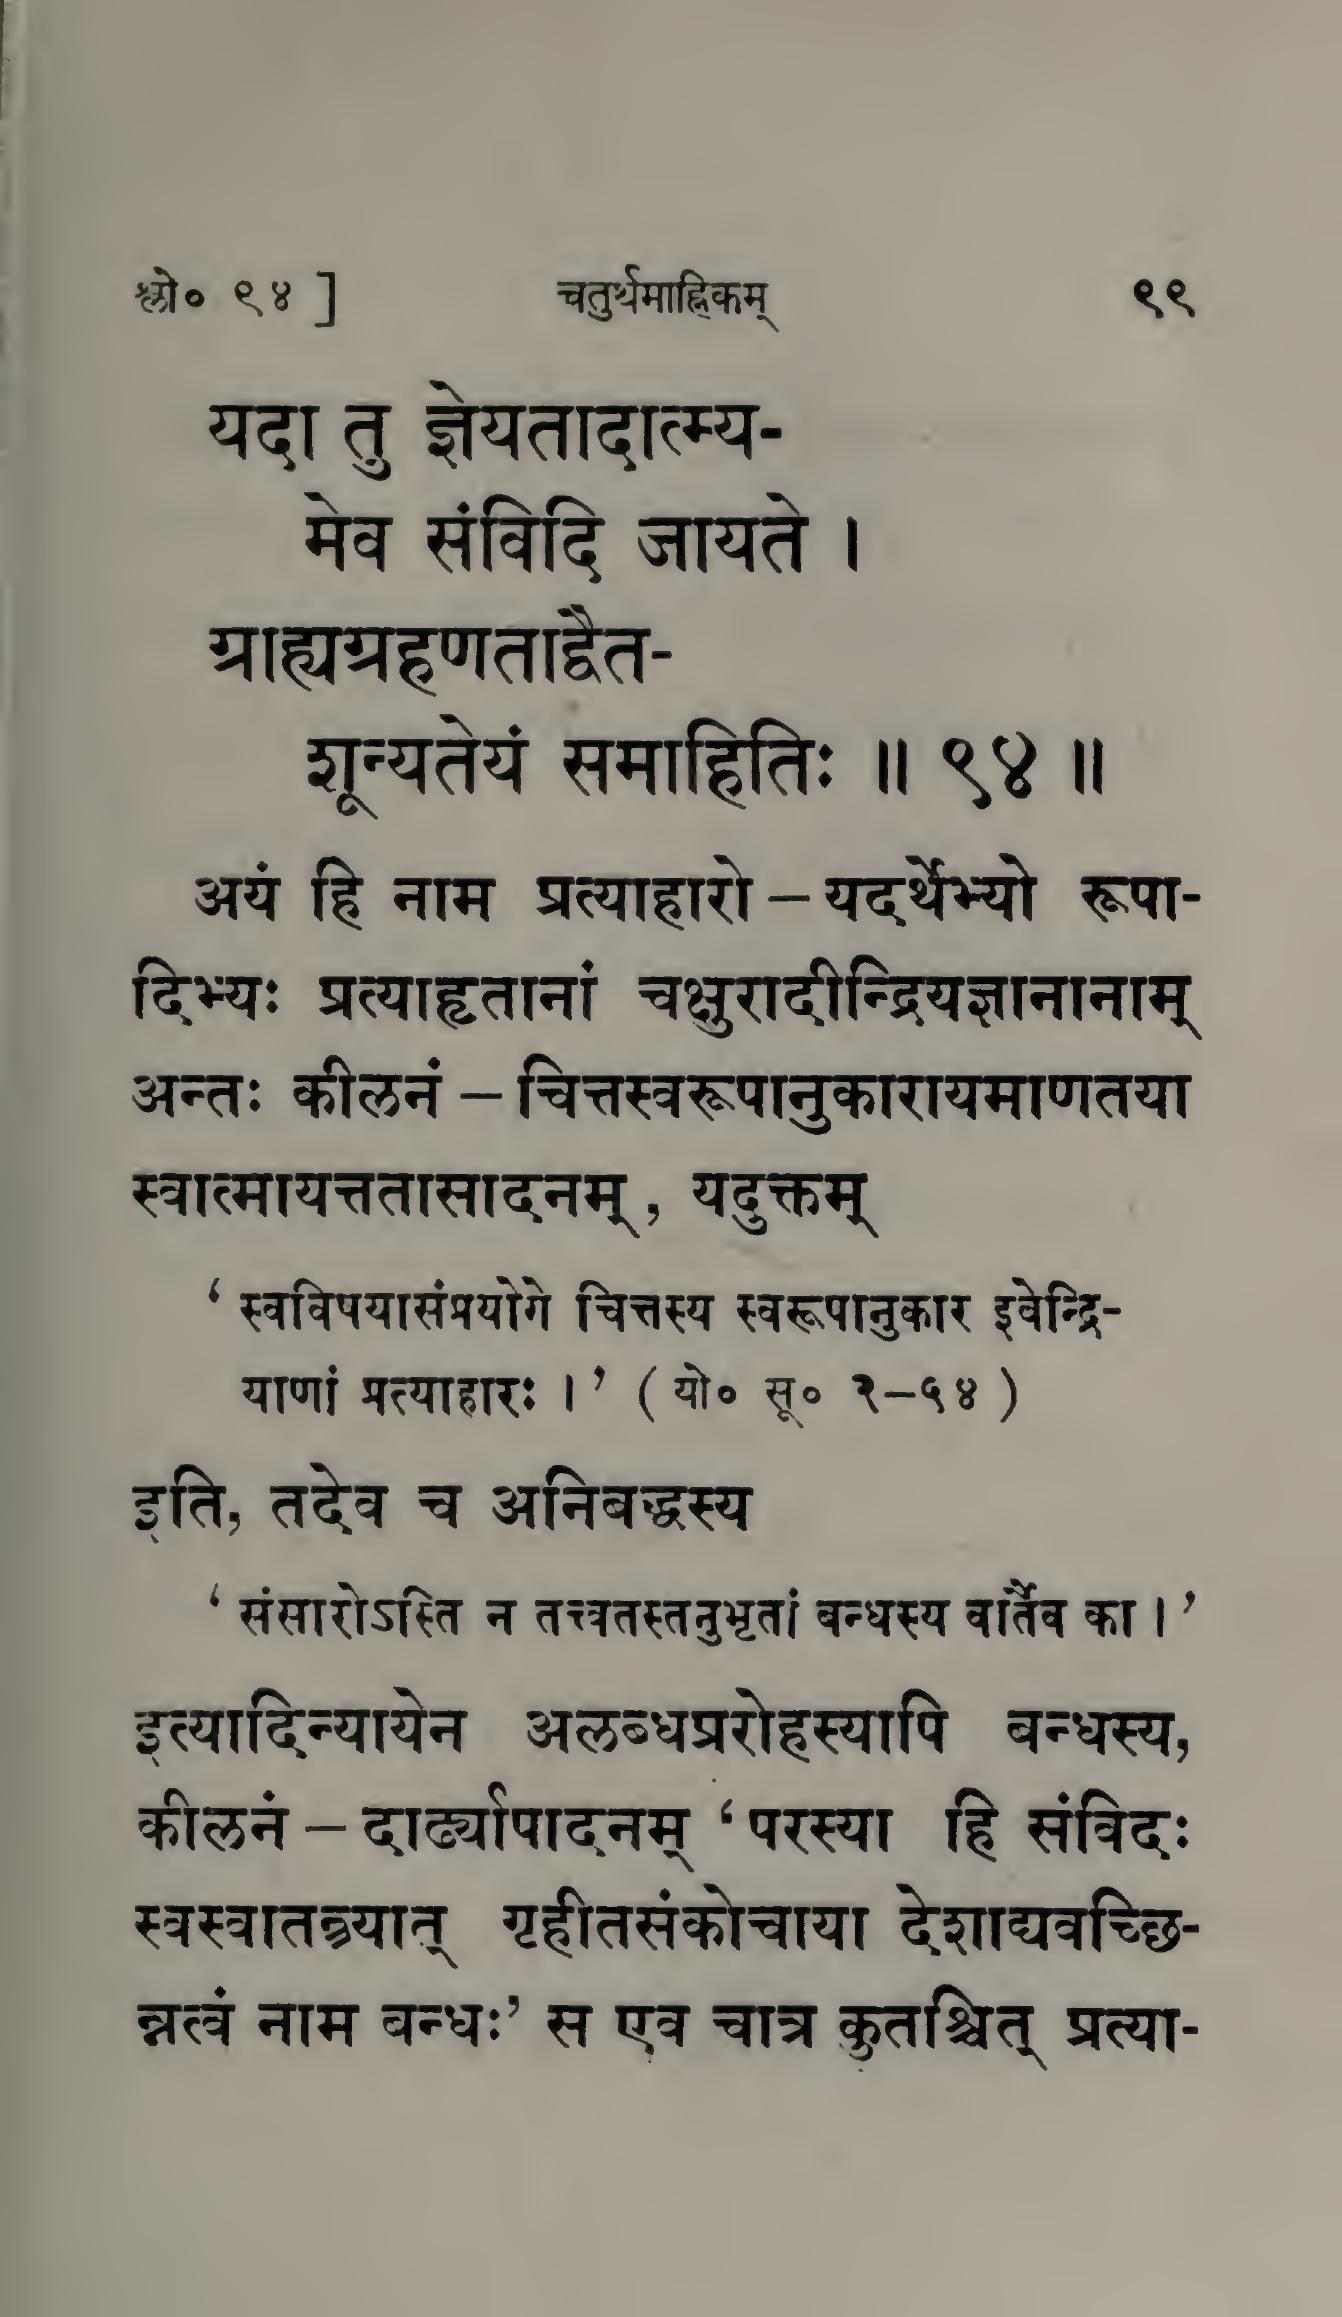 श्लो० ९४ ] चतुर्थमाह्निकम् ९९
यदा तु ज्ञेयतादात्म्य-
मेव संविदि जायते ।
ग्राह्यग्रहणताद्वैत-
शून्यतेयं समाहितिः ॥ ९४ ॥
अयं हि नाम प्रत्याहारो – यदर्थेभ्यो रूपा-
दिभ्यः प्रत्याहृतानां चक्षुरादीन्द्रियज्ञानानाम्
अन्तः कीलनं – चित्तस्वरूपानुकारायमाणतया
स्वात्मायत्ततासादनम्, यदुक्तम्
‘ स्वविषयासंप्रयोगे चित्तस्य स्वरूपानुकार इवेन्द्रि-
याणां प्रत्याहारः ।’ ( यो० सू० २–५४ )
इति, तदेव च अनिबद्धस्य
‘ संसारोऽस्ति न तत्त्वतस्तनुभृतां बन्धस्य वार्तैव का ।’
इत्यादिन्यायेन अलब्धप्ररोहस्यापि बन्धस्य,
कीलनं – दार्ढ्यापादनम् ‘परस्या हि संविदः
स्वस्वातन्त्र्यात् गृहीतसंकोचाया देशाद्यवच्छि-
न्नत्वं नाम बन्धः’ स एव चात्र कुतश्चित् प्रत्या-